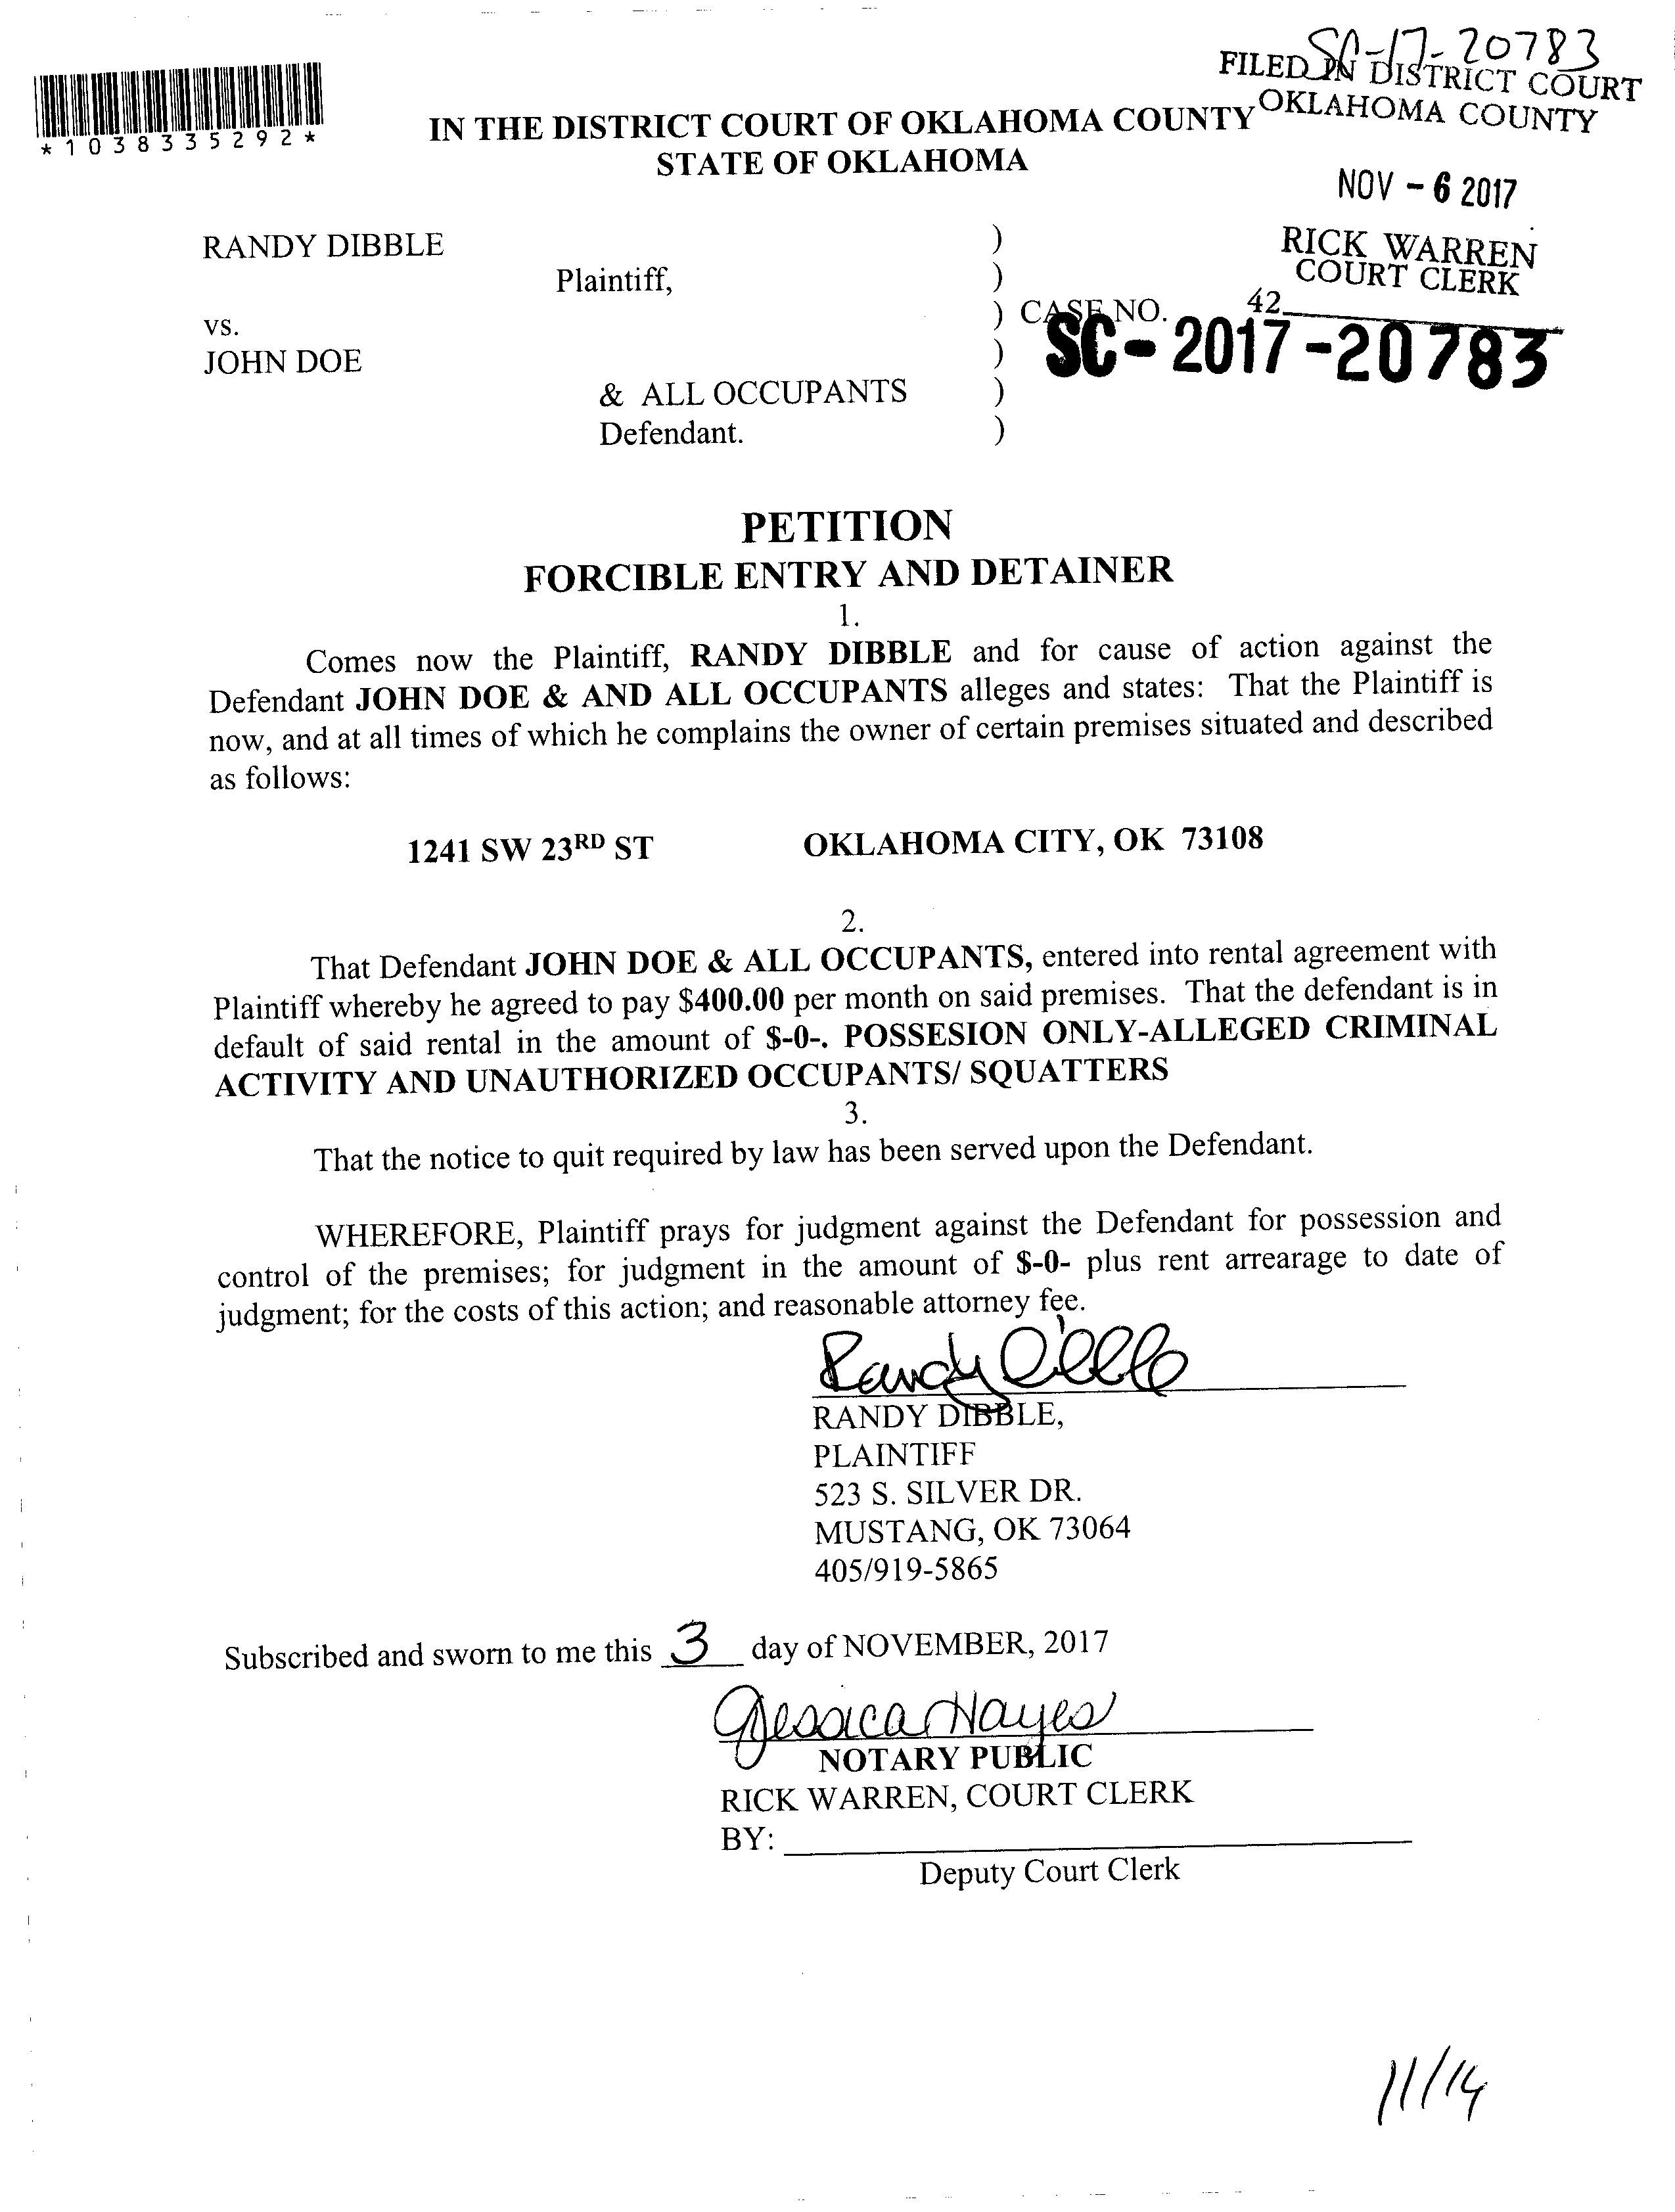 SC-17-20783
FILED IN DISTRICT COURT
OKLAHOMA COUNTY
*1038335292*
IN THE DISTRICT COURT OF OKLAHOMA COUNTY
STATE OF OKLAHOMA
NOV - 6 2017
RICK WARREN
COURT CLERK
42
RANDY DIBBLE )
Plaintiff, )
) CASE NO.
SC-2017-20783
vs.
JOHN DOE )
& ALL OCCUPANTS )
Defendant. )
PETITION
FORCIBLE ENTRY AND DETAINER
1.
Comes now the Plaintiff, RANDY DIBBLE and for cause of action against the
Defendant JOHN DOE & AND ALL OCCUPANTS alleges and states: That the Plaintiff is
now, and at all times of which he complains the owner of certain premises situated and described
as follows:
1241 SW 23RD ST OKLAHOMA CITY, OK 73108
2.
That Defendant JOHN DOE & ALL OCCUPANTS, entered into rental agreement with
Plaintiff whereby he agreed to pay $400.00 per month on said premises. That the defendant is in
default of said rental in the amount of $-0-. POSSESION ONLY-ALLEGED CRIMINAL
ACTIVITY AND UNAUTHORIZED OCCUPANTS/ SQUATTERS
3.
That the notice to quit required by law has been served upon the Defendant.
WHEREFORE, Plaintiff prays for judgment against the Defendant for possession and
control of the premises; for judgment in the amount of $-0- plus rent arrearage to date of
judgment; for the costs of this action; and reasonable attorney fee.
Randy Dibble
RANDY DIBBLE,
PLAINTIFF
523 S. SILVER DR.
MUSTANG, OK 73064
405/919-5865
Subscribed and sworn to me this 3 day of NOVEMBER, 2017
Jessica Hayes
NOTARY PUBLIC
RICK WARREN, COURT CLERK
BY:
Deputy Court Clerk
11/14